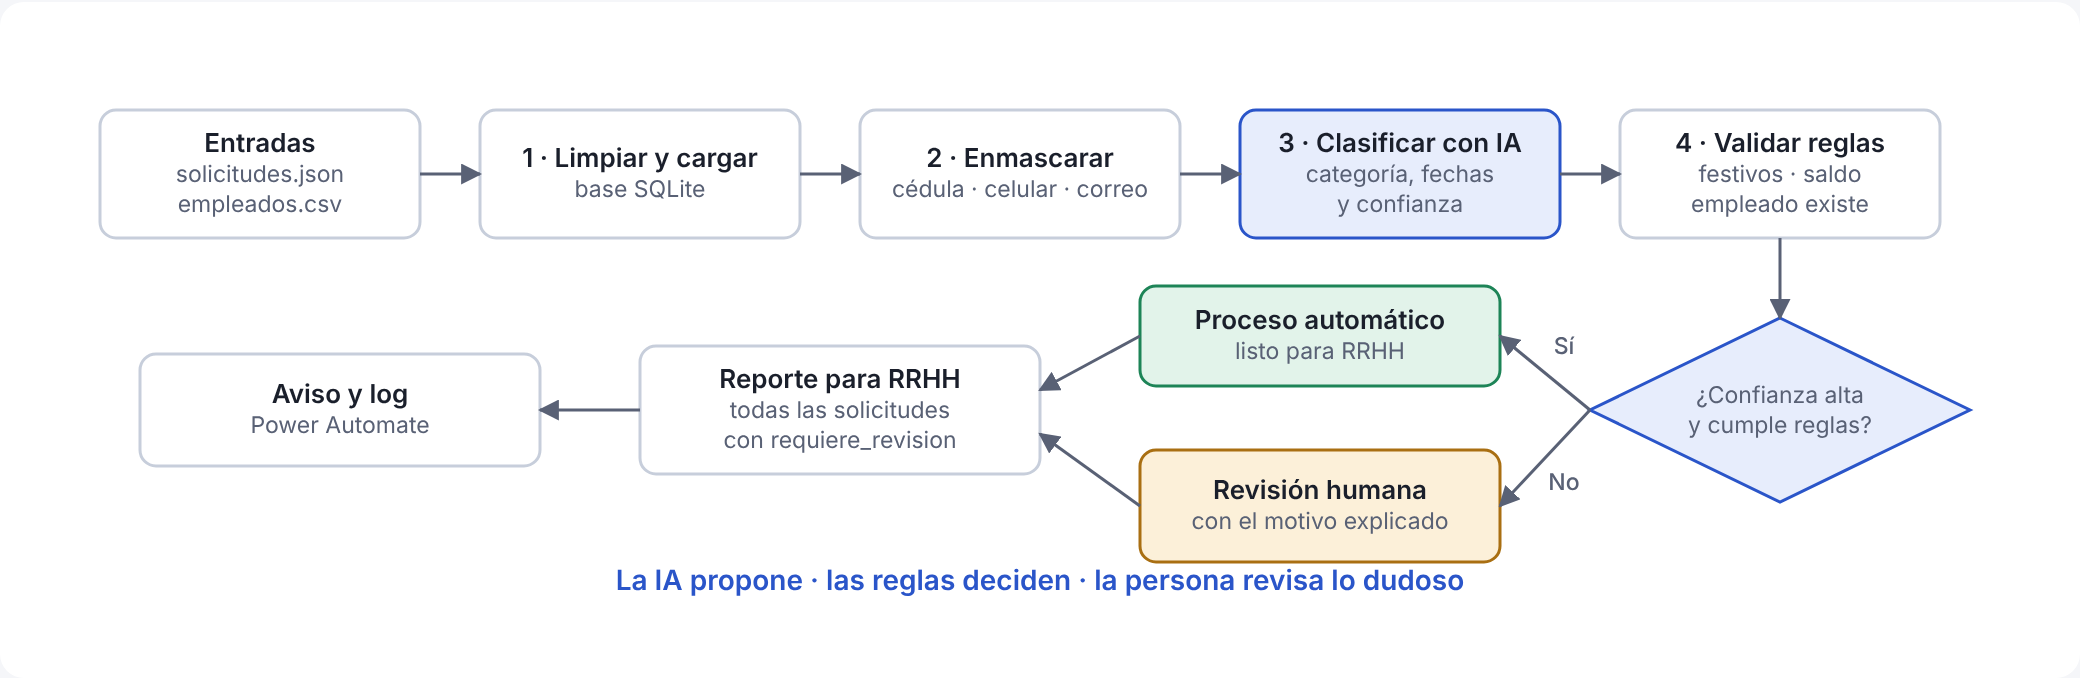 Entradas
solicitudes.json
empleados.csv
1 · Limpiar y cargar
base SQLite
2 · Enmascarar
cédula · celular · correo
3 · Clasificar con IA
categoría, fechas
y confianza
4 · Validar reglas
festivos · saldo
empleado existe
¿Confianza alta
y cumple reglas?
Sí
No
Proceso automático
listo para RRHH
Revisión humana
con el motivo explicado
Reporte para RRHH
todas las solicitudes
con requiere_revision
Aviso y log
Power Automate
La IA propone · las reglas deciden · la persona revisa lo dudoso